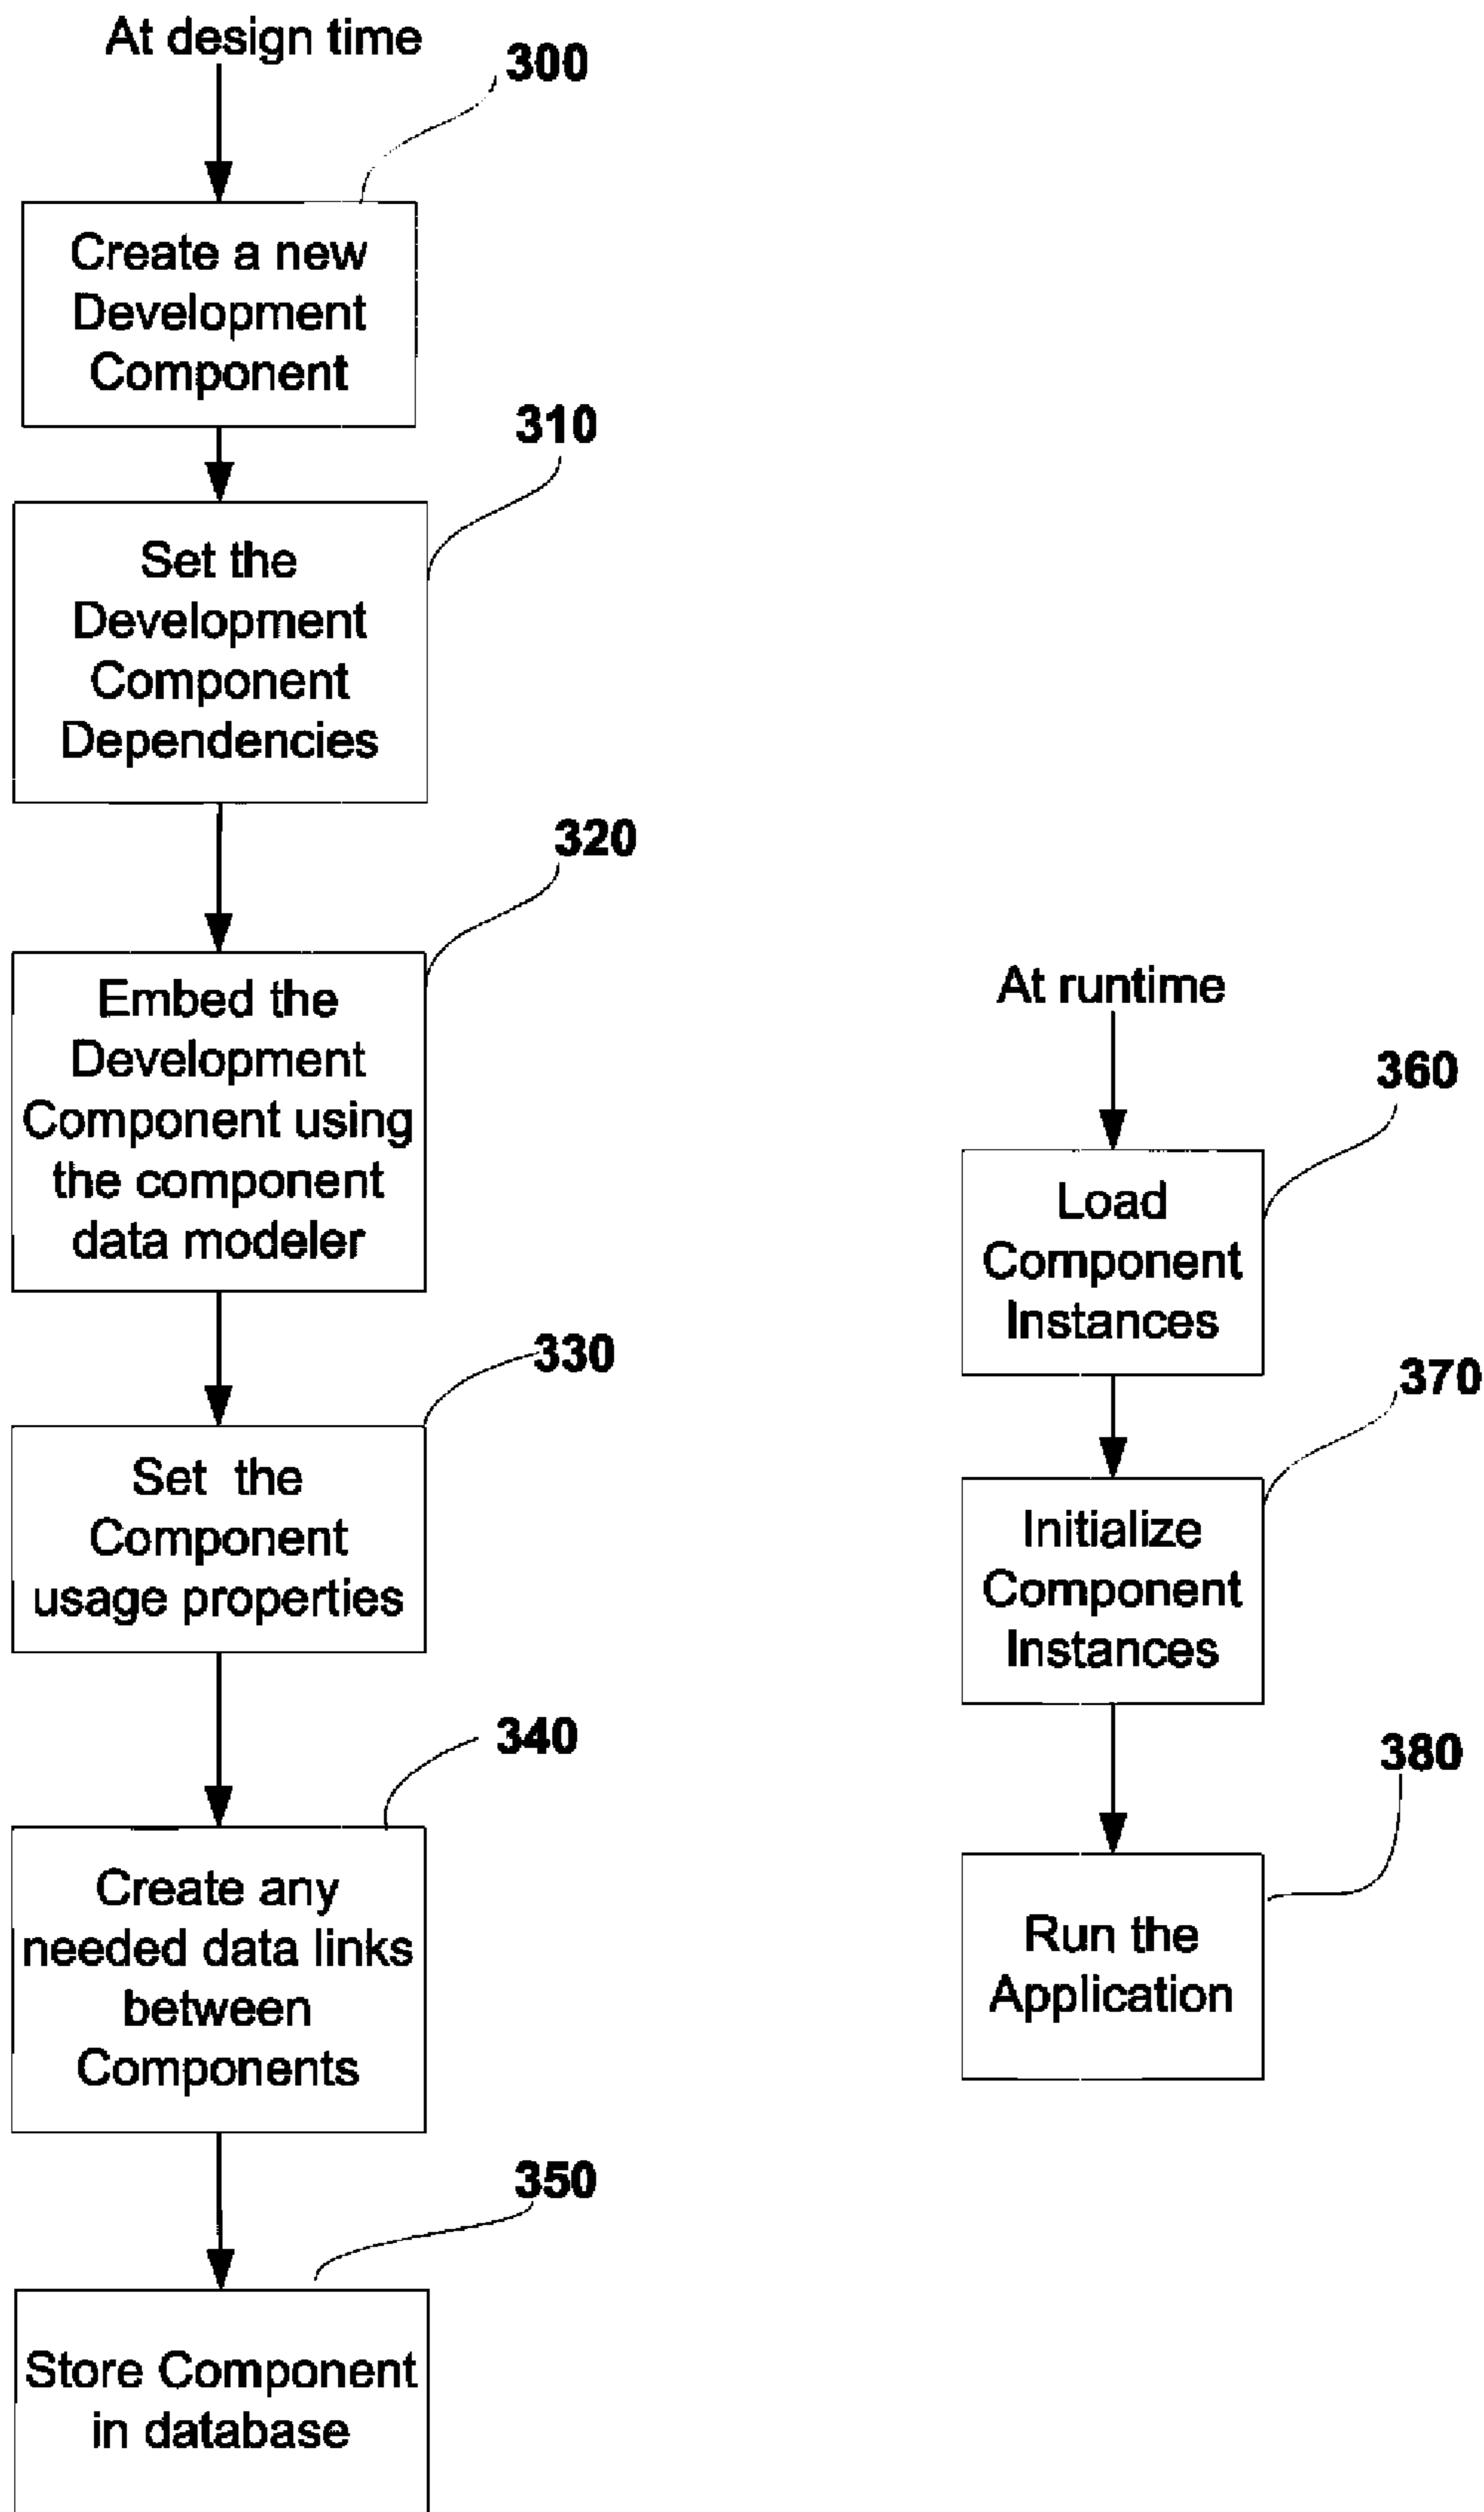 At design time
300
Create a new
Development
Component
310
Set the
Development
Component
Dependencies
320
Embed the
Development
Component using
the component
data modeler
330
Set the
Component
usage properties
340
Create any
needed data links
between
Components
350
Store Component
in database
At runtime
360
Load
Component
Instances
370
Initialize
Component
Instances
380
Run the
Application